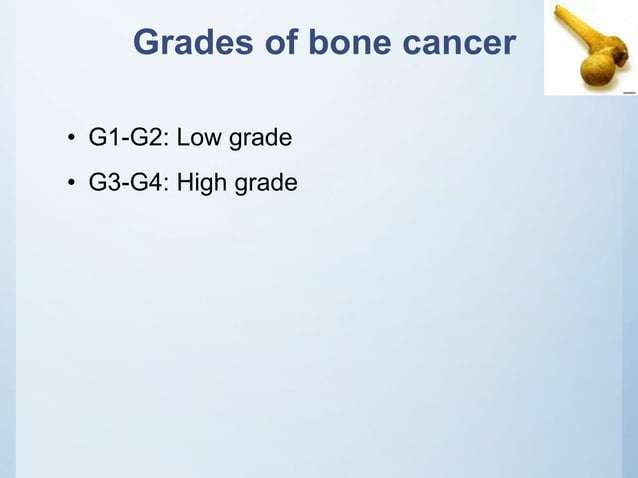 Grades of bone cancer
• G1-G2: Low grade
• G3-G4: High grade